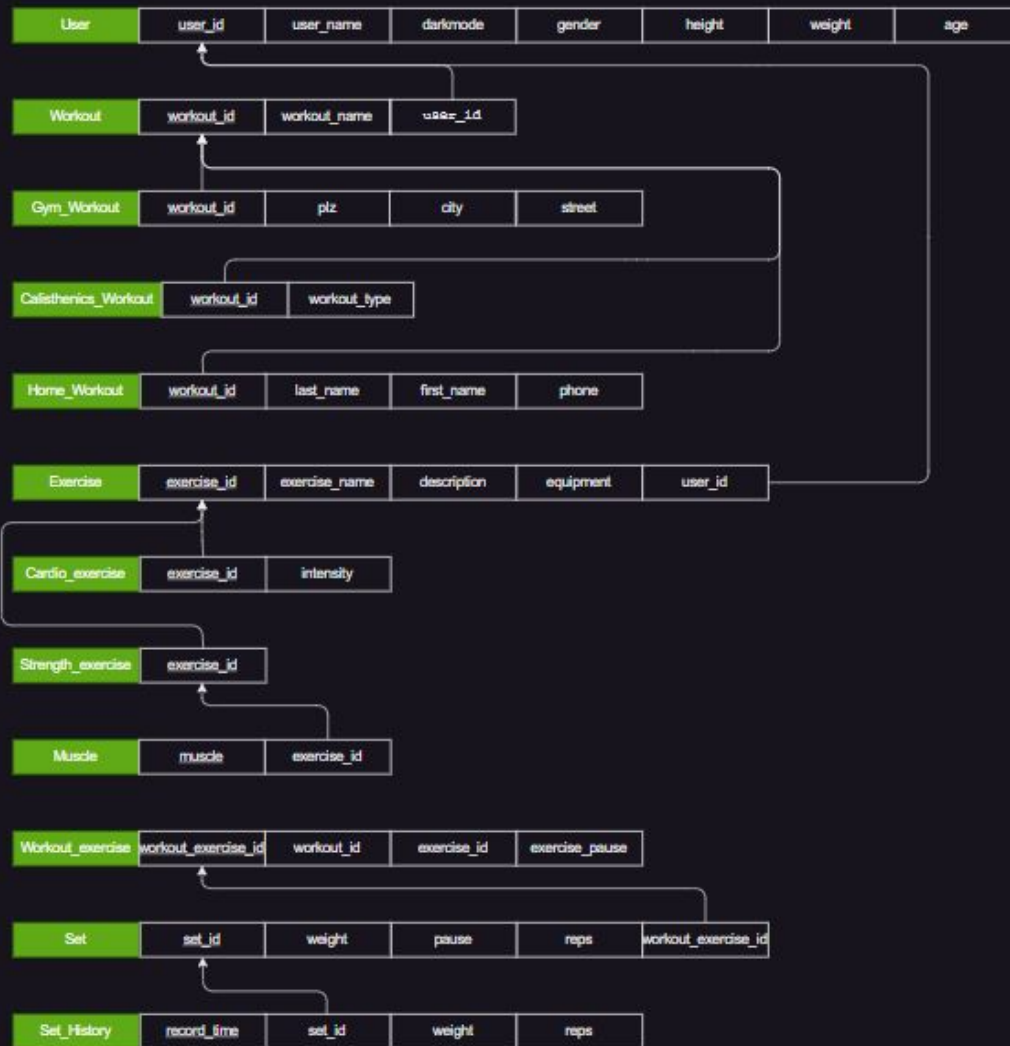 User user_id user_name darkmode gender height weight age
Workout workout_id workout_name user_id
Gym_Workout workout_id plz city street
Calisthenics_Workout workout_id workout_type
Home_Workout workout_id last_name first_name phone
Exercise exercise_id exercise_name description equipment user_id
Cardio_exercise exercise_id intensity
Strength_exercise exercise_id
Muscle muscle exercise_id
Workout_exercise workout_exercise_id workout_id exercise_id exercise_pause
Set set_id weight pause reps workout_exercise_id
Set_History record_time set_id weight reps